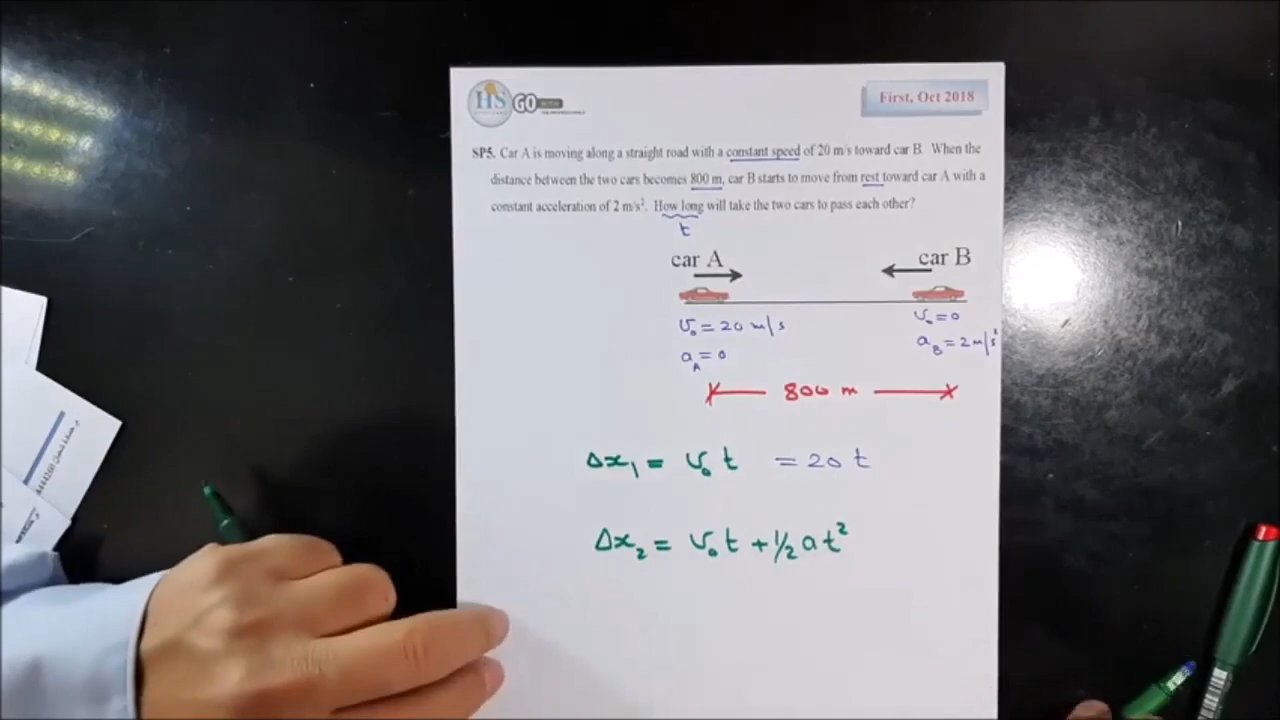 HS GO
First, Oct 2018
SP5. Car A is moving along a straight road with a constant speed of 20 m/s toward car B. When the
distance between the two cars becomes 800 m, car B starts to move from rest toward car A with a
constant acceleration of 2 m/s². How long will take the two cars to pass each other?
t
car A car B
v₀ = 20 m/s v₀ = 0
a_A = 0 a_B = 2 m/s²
800 m
Δx₁ = v₀ t = 20 t
Δx₂ = v₀ t + 1/2 a t²